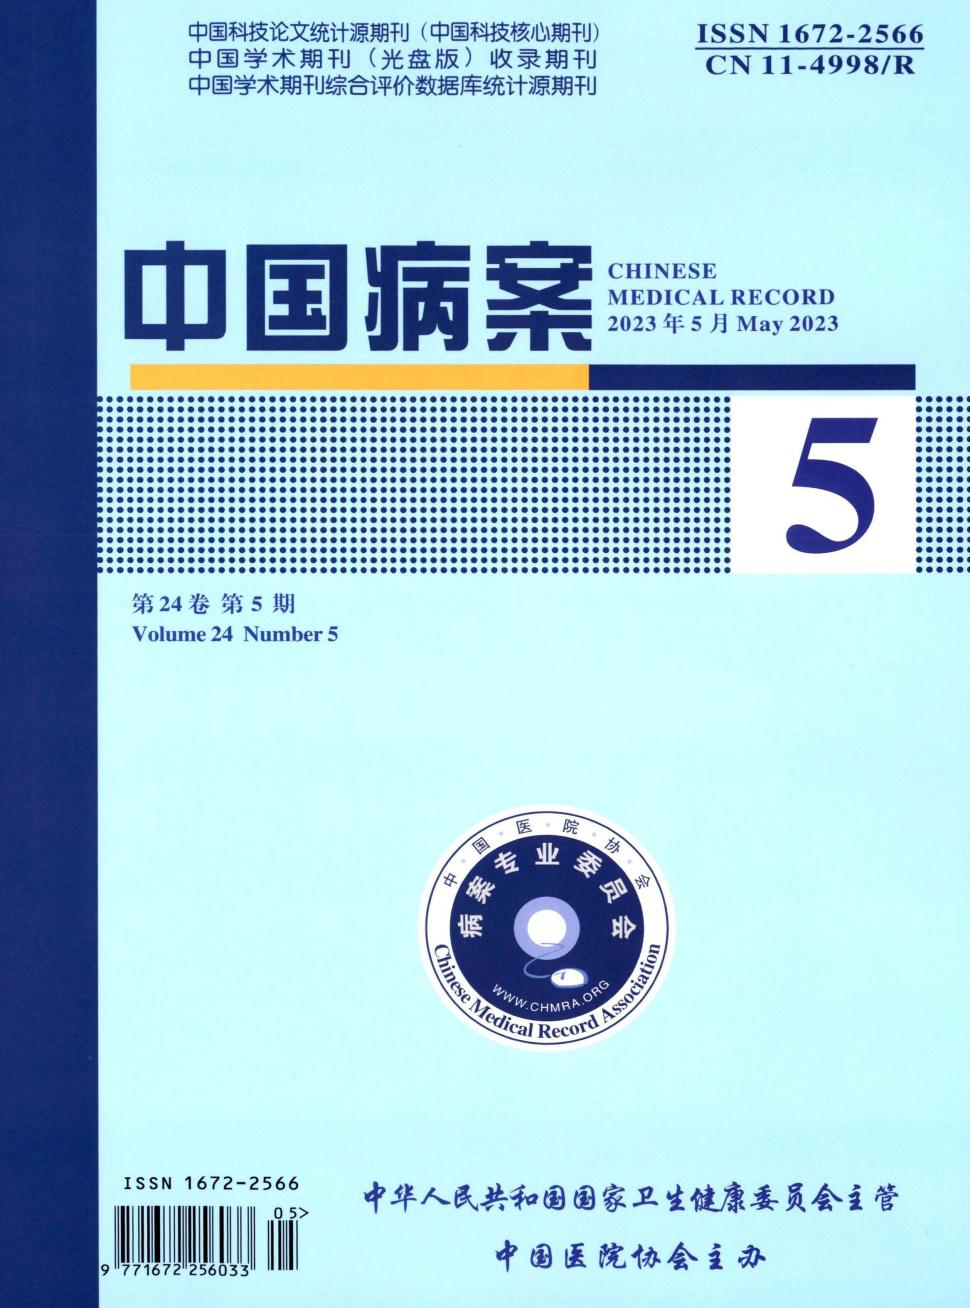 中国科技论文统计源期刊（中国科技核心期刊）
中国学术期刊（光盘版）收录期刊
中国学术期刊综合评价数据库统计源期刊
ISSN 1672-2566
CN 11-4998/R
中国病案
CHINESE
MEDICAL RECORD
2023年5月 May 2023
5
第24卷 第5期
Volume 24 Number 5
中·国·医·院·协·会
病案专业委员会
WWW.CHMRA.ORG
Chinese Medical Record Association
ISSN 1672-2566
05>
9 771672 256033
中华人民共和国国家卫生健康委员会主管
中国医院协会主办